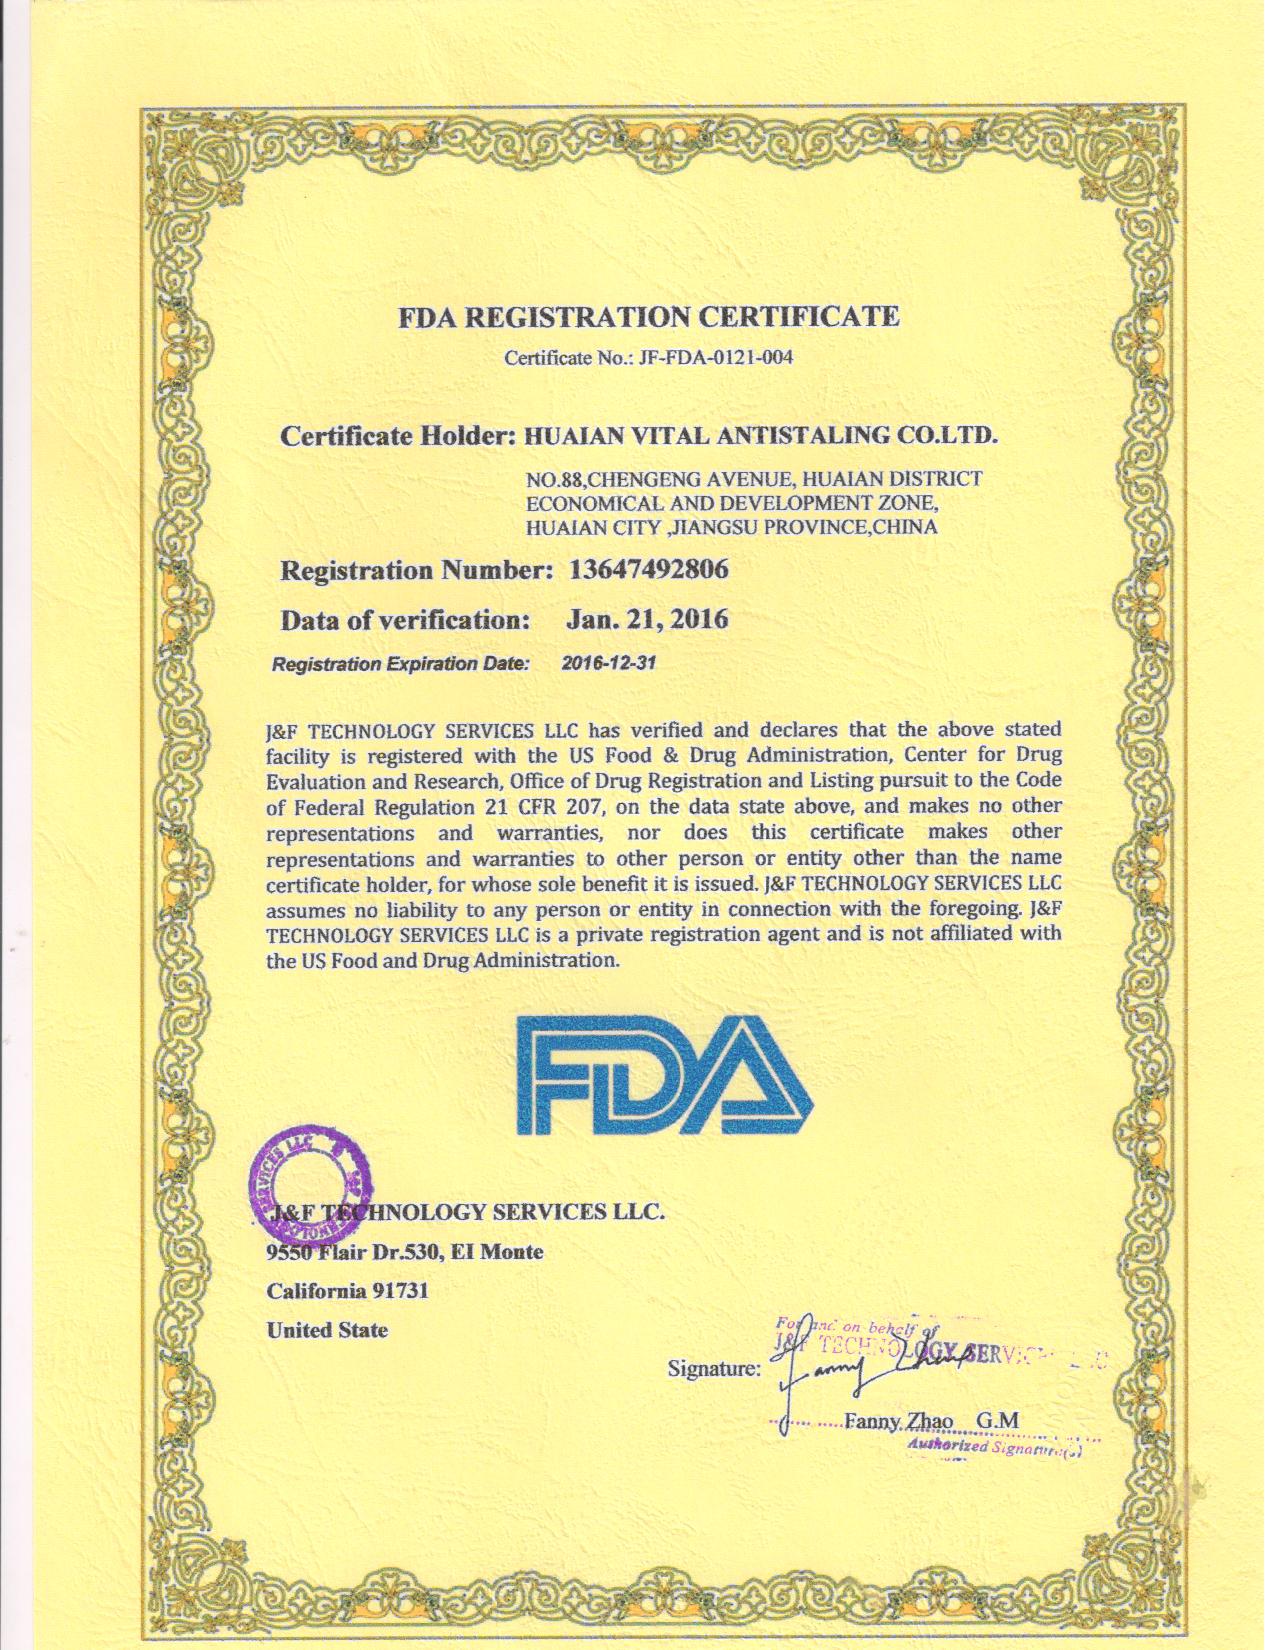 FDA REGISTRATION CERTIFICATE
Certificate No.: JF-FDA-0121-004
Certificate Holder: HUAIAN VITAL ANTISTALING CO.LTD.
NO.88,CHENGENG AVENUE, HUAIAN DISTRICT
ECONOMICAL AND DEVELOPMENT ZONE,
HUAIAN CITY ,JIANGSU PROVINCE,CHINA
Registration Number: 13647492806
Data of verification: Jan. 21, 2016
Registration Expiration Date: 2016-12-31
J&F TECHNOLOGY SERVICES LLC has verified and declares that the above stated
facility is registered with the US Food & Drug Administration, Center for Drug
Evaluation and Research, Office of Drug Registration and Listing pursuit to the Code
of Federal Regulation 21 CFR 207, on the data state above, and makes no other
representations and warranties, nor does this certificate makes other
representations and warranties to other person or entity other than the name
certificate holder, for whose sole benefit it is issued. J&F TECHNOLOGY SERVICES LLC
assumes no liability to any person or entity in connection with the foregoing. J&F
TECHNOLOGY SERVICES LLC is a private registration agent and is not affiliated with
the US Food and Drug Administration.
FDA
SERVICES LLC
J&F TECHNOLOGY SERVICES LLC.
9550 Flair Dr.530, EI Monte
California 91731
United State
For and on behalf of
J&F TECHNOLOGY SERVICES LLC
Signature: Fanny Zhao
Fanny Zhao G.M
Authorized Signature(s)